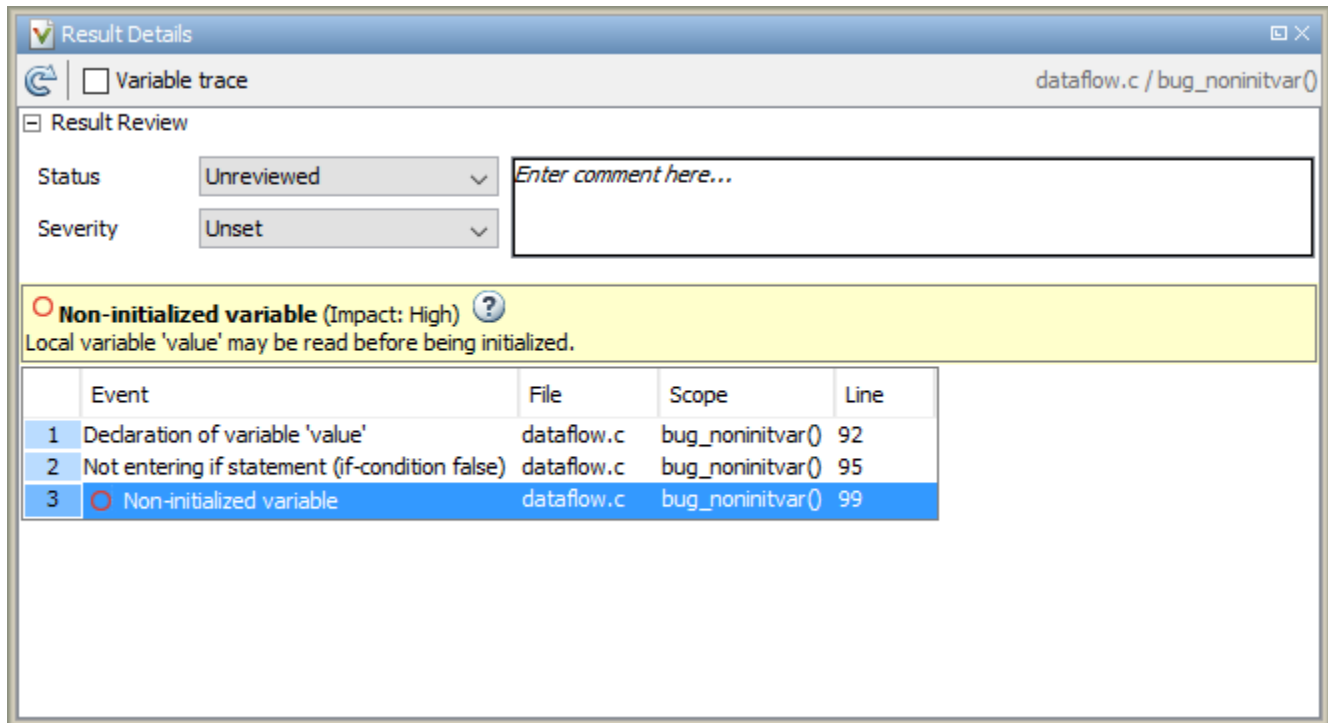 Result Details
Variable trace dataflow.c / bug_noninitvar()
Result Review
Status Unreviewed Enter comment here...
Severity Unset
Non-initialized variable (Impact: High) ?
Local variable 'value' may be read before being initialized.
Event File Scope Line
1 Declaration of variable 'value' dataflow.c bug_noninitvar() 92
2 Not entering if statement (if-condition false) dataflow.c bug_noninitvar() 95
3 Non-initialized variable dataflow.c bug_noninitvar() 99